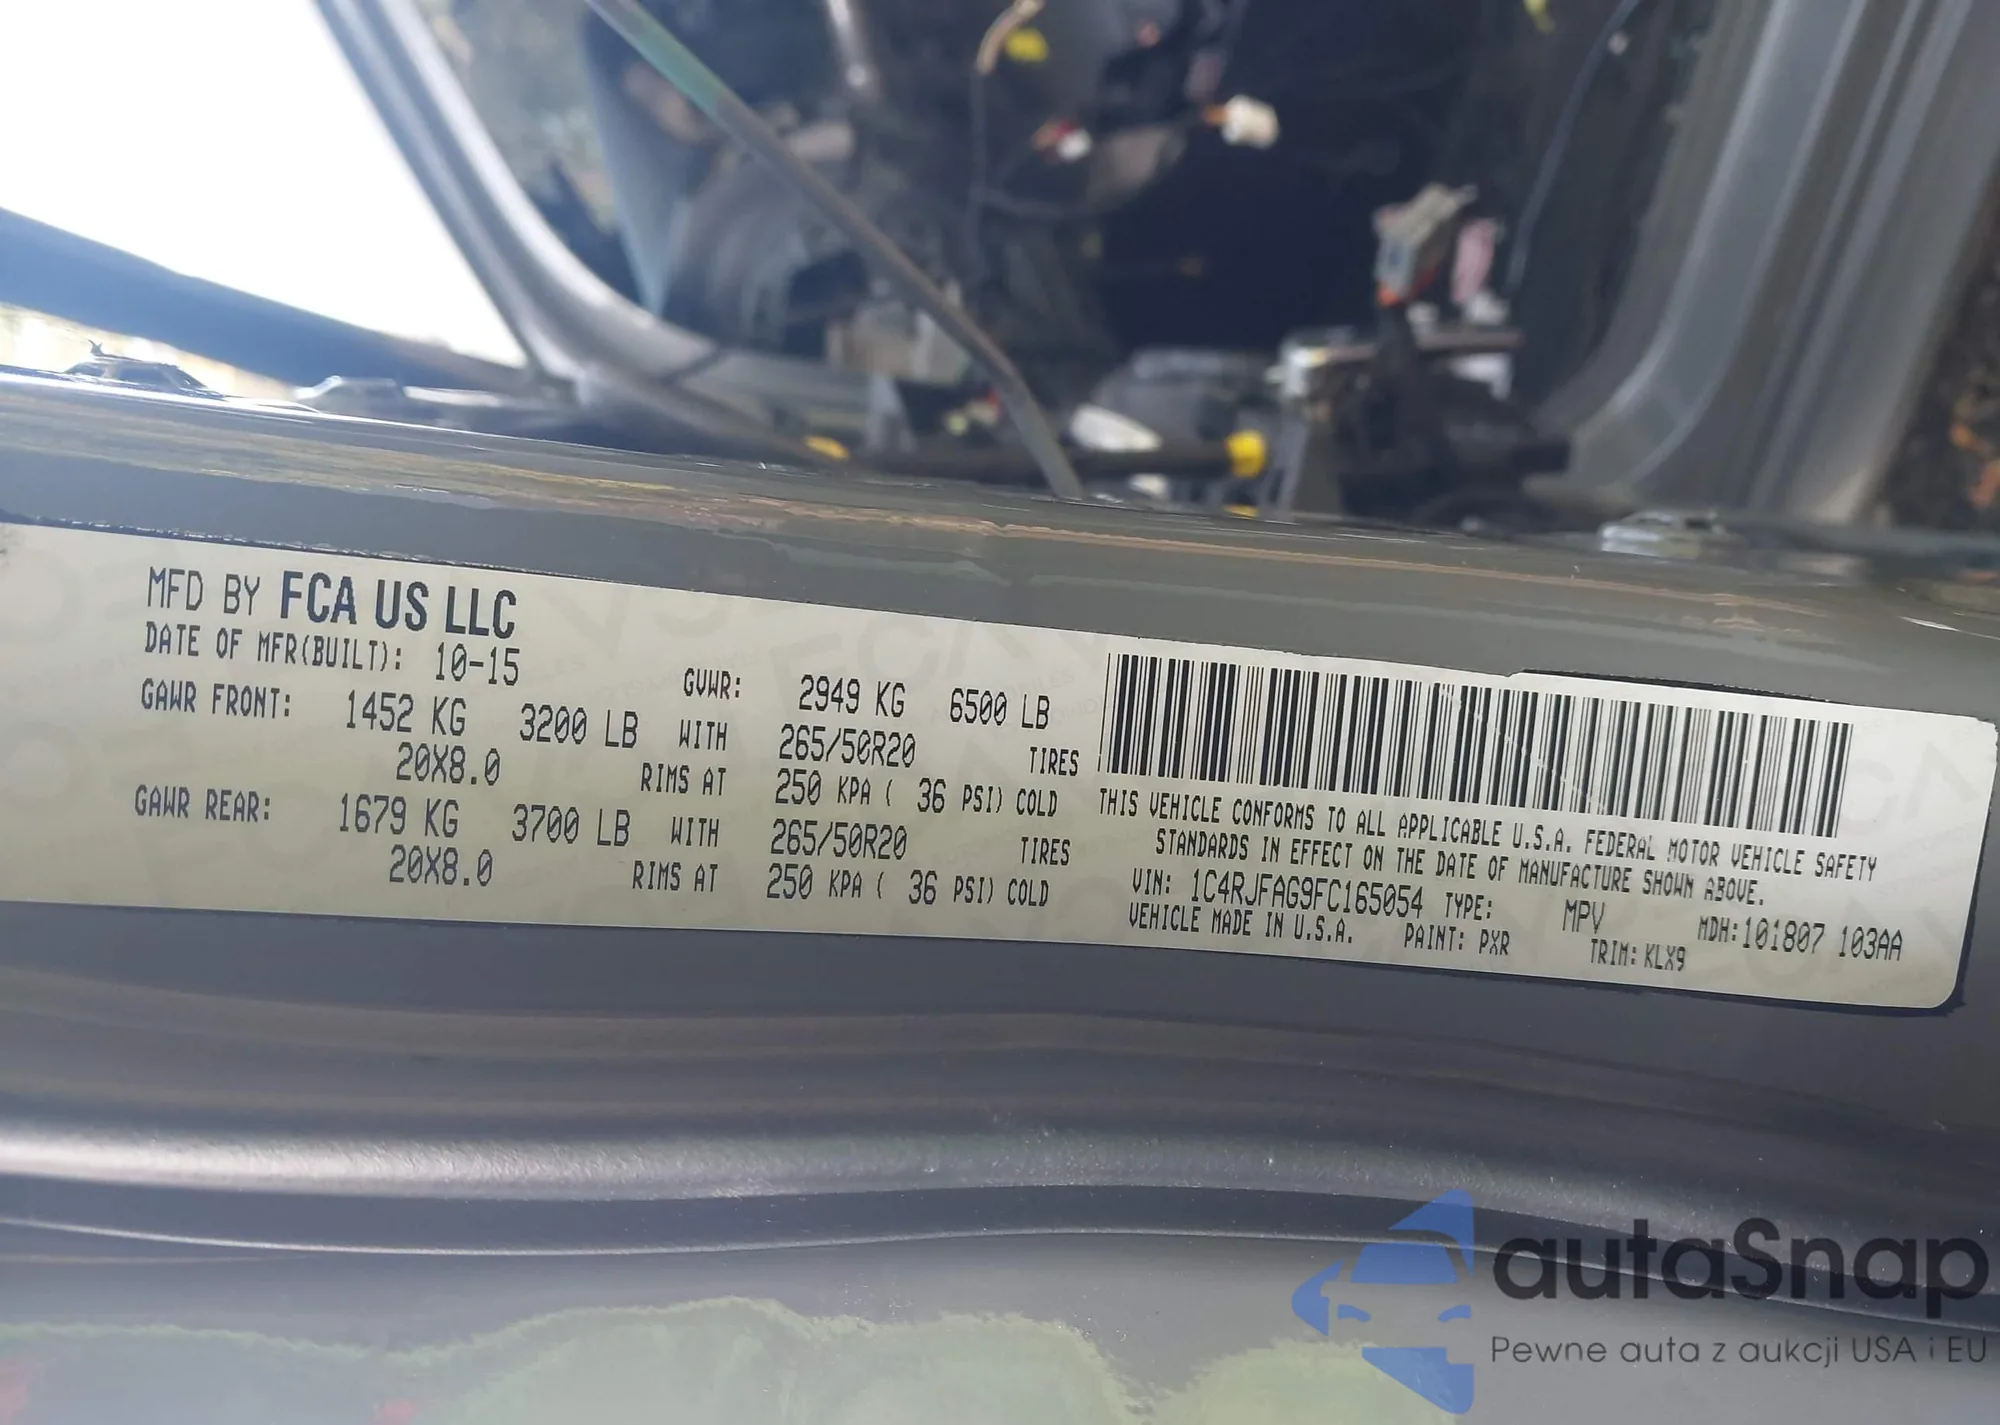 MFD BY FCA US LLC
DATE OF MFR(BUILT): 10-15
GVWR: 2949 KG 6500 LB
GAWR FRONT: 1452 KG 3200 LB WITH 265/50R20 TIRES
20X8.0 RIMS AT 250 KPA ( 36 PSI) COLD
GAWR REAR: 1679 KG 3700 LB WITH 265/50R20 TIRES
20X8.0 RIMS AT 250 KPA ( 36 PSI) COLD
THIS VEHICLE CONFORMS TO ALL APPLICABLE U.S.A. FEDERAL MOTOR VEHICLE SAFETY
STANDARDS IN EFFECT ON THE DATE OF MANUFACTURE SHOWN ABOVE.
VIN: 1C4RJFAG9FC165054 TYPE: MPV MDH:101807 103AA
VEHICLE MADE IN U.S.A. PAINT: PXR TRIM: KLX9
autaSnap
Pewne auta z aukcji USA i EU